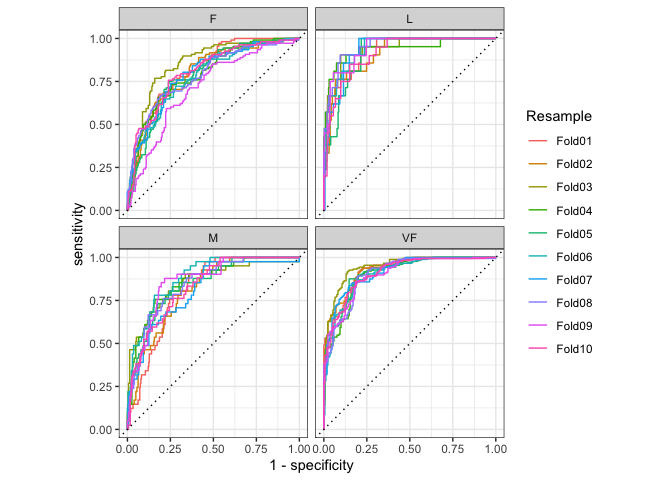 F
L
1.00
0.75
0.50
0.25
0.00
M
VF
1.00
0.75
0.50
0.25
0.00
0.00 0.25 0.50 0.75 1.00 0.00 0.25 0.50 0.75 1.00
1 - specificity
sensitivity
Resample
Fold01
Fold02
Fold03
Fold04
Fold05
Fold06
Fold07
Fold08
Fold09
Fold10